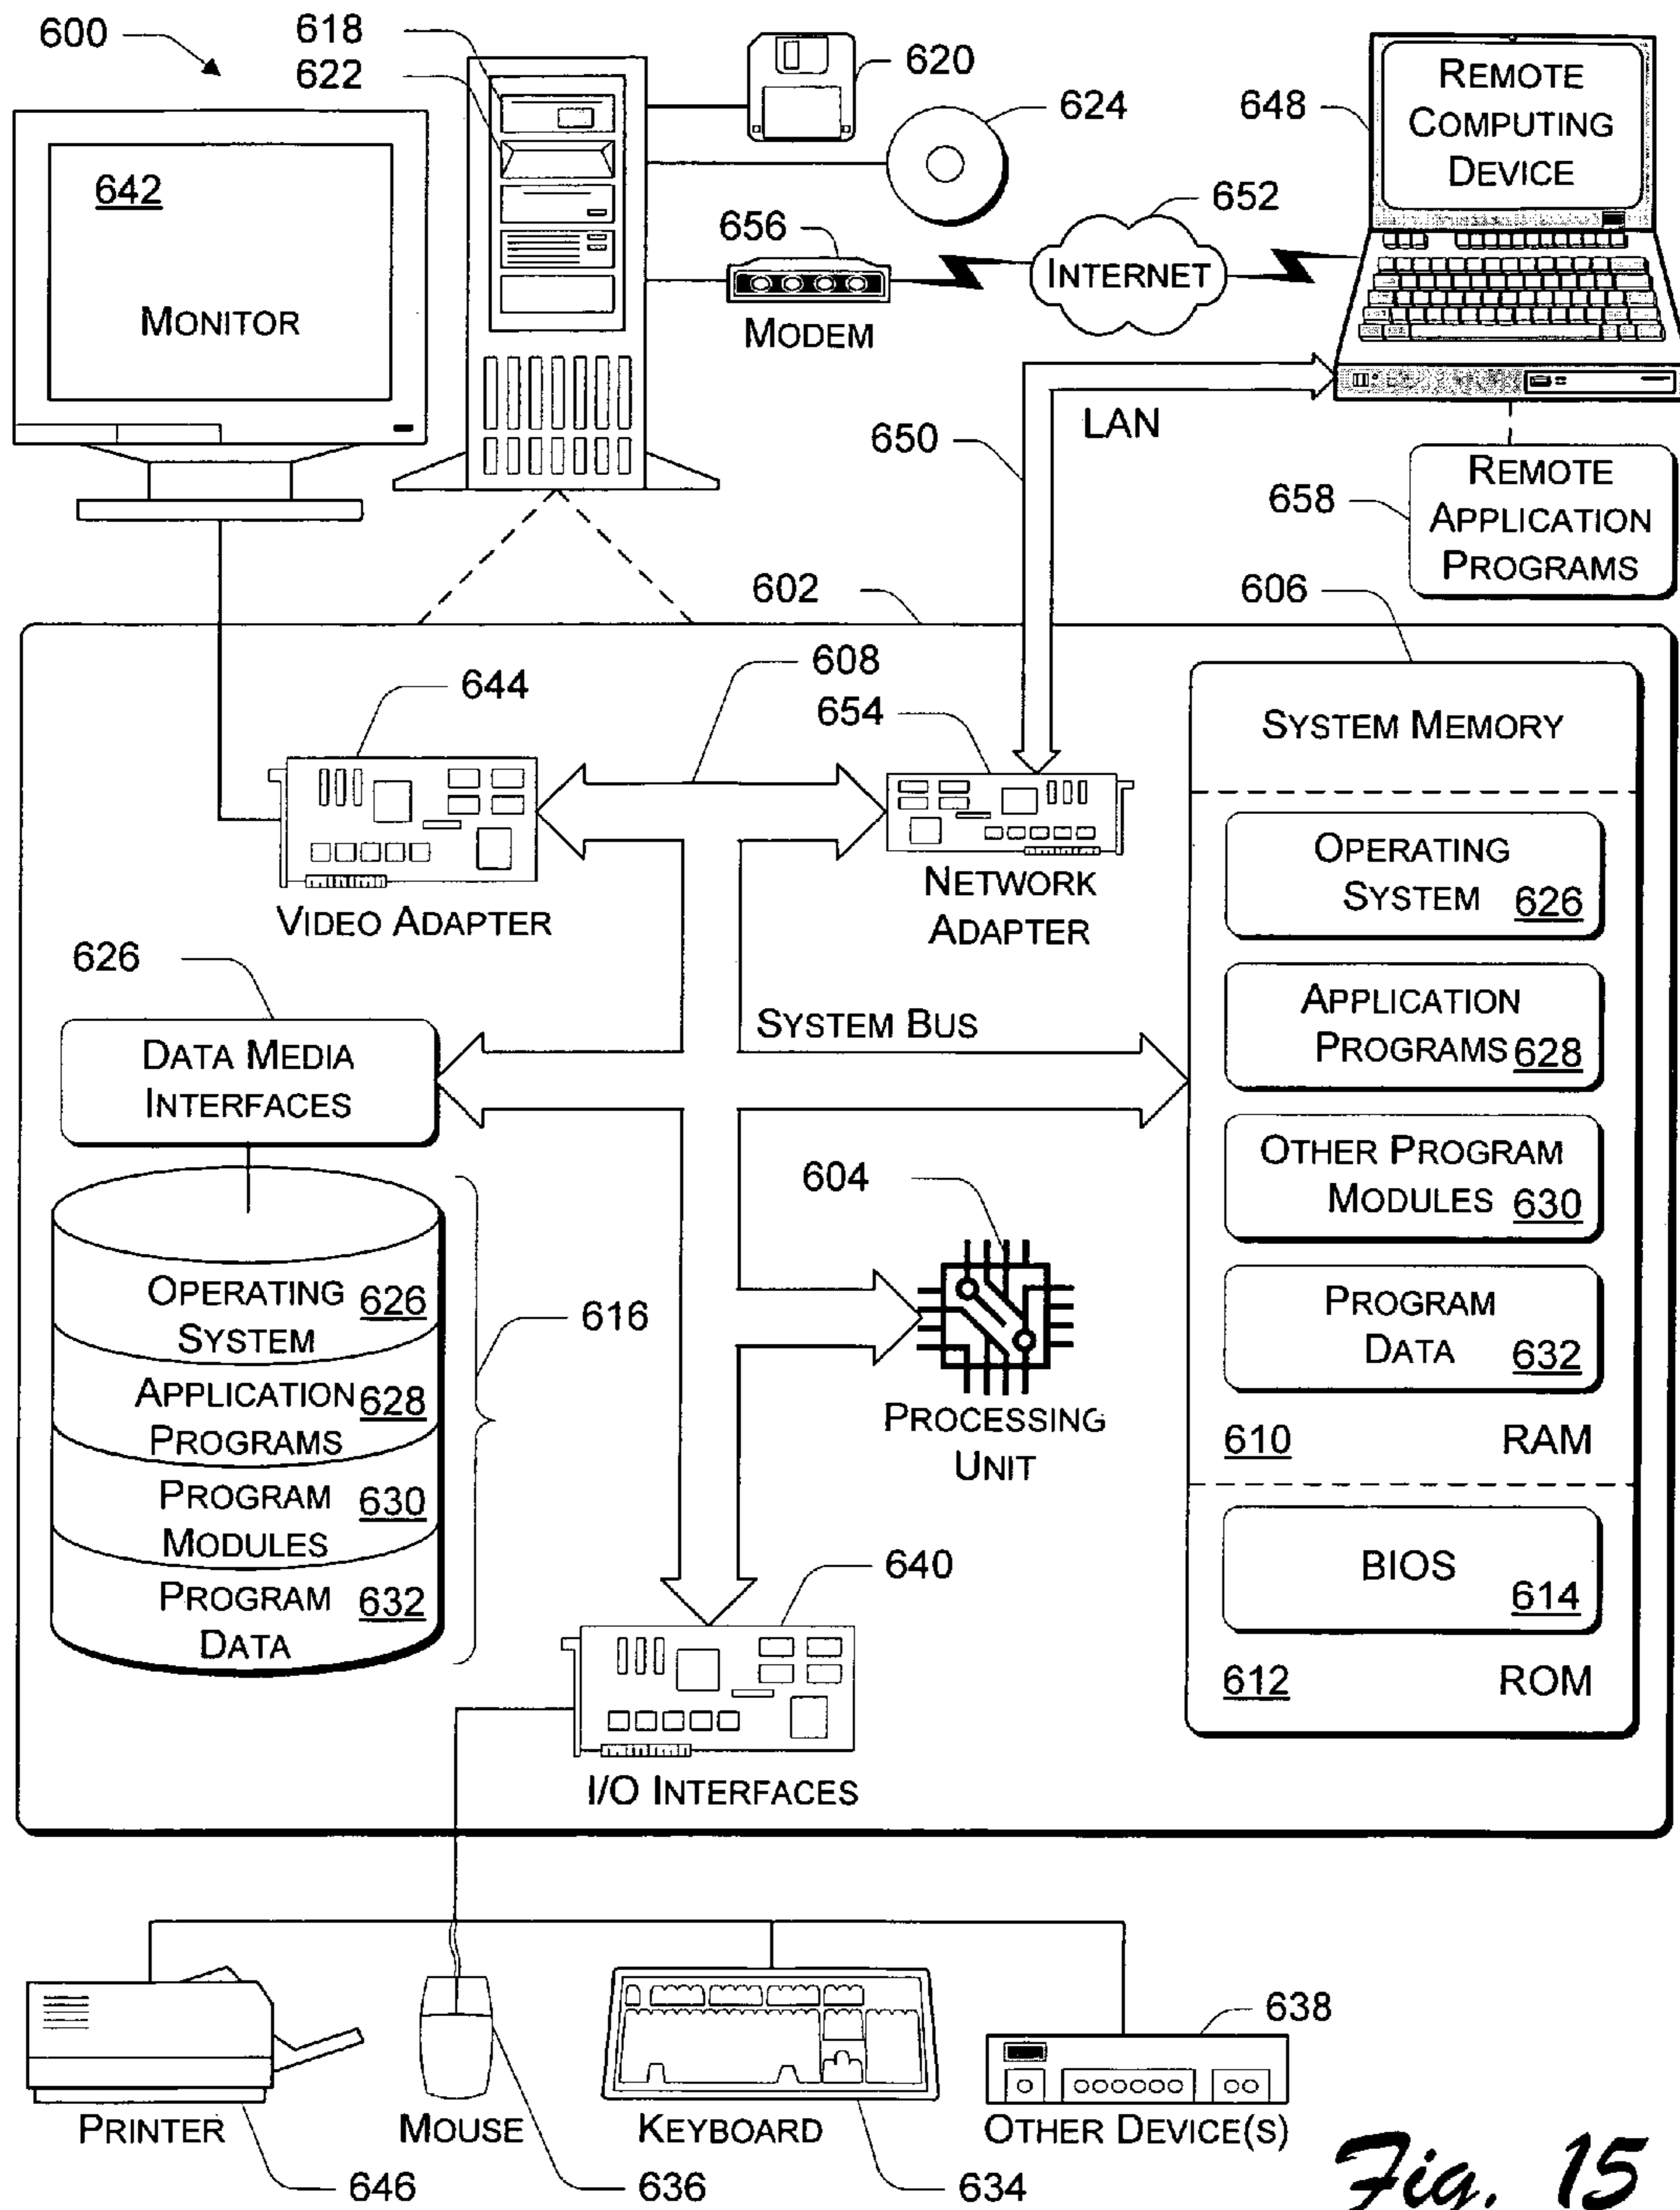 600
618
622
620
624
648
REMOTE
COMPUTING
DEVICE
642
MONITOR
656
MODEM
652
INTERNET
650
LAN
658
REMOTE
APPLICATION
PROGRAMS
602
606
608
644
654
VIDEO ADAPTER
NETWORK
ADAPTER
SYSTEM MEMORY
OPERATING
SYSTEM 626
APPLICATION
PROGRAMS 628
OTHER PROGRAM
MODULES 630
PROGRAM
DATA 632
610 RAM
BIOS
614
612 ROM
626
DATA MEDIA
INTERFACES
SYSTEM BUS
604
PROCESSING
UNIT
OPERATING 626
SYSTEM
APPLICATION 628
PROGRAMS
PROGRAM 630
MODULES
PROGRAM 632
DATA
616
640
I/O INTERFACES
638
PRINTER
MOUSE
KEYBOARD
OTHER DEVICE(S)
646
636
634
Fig. 15